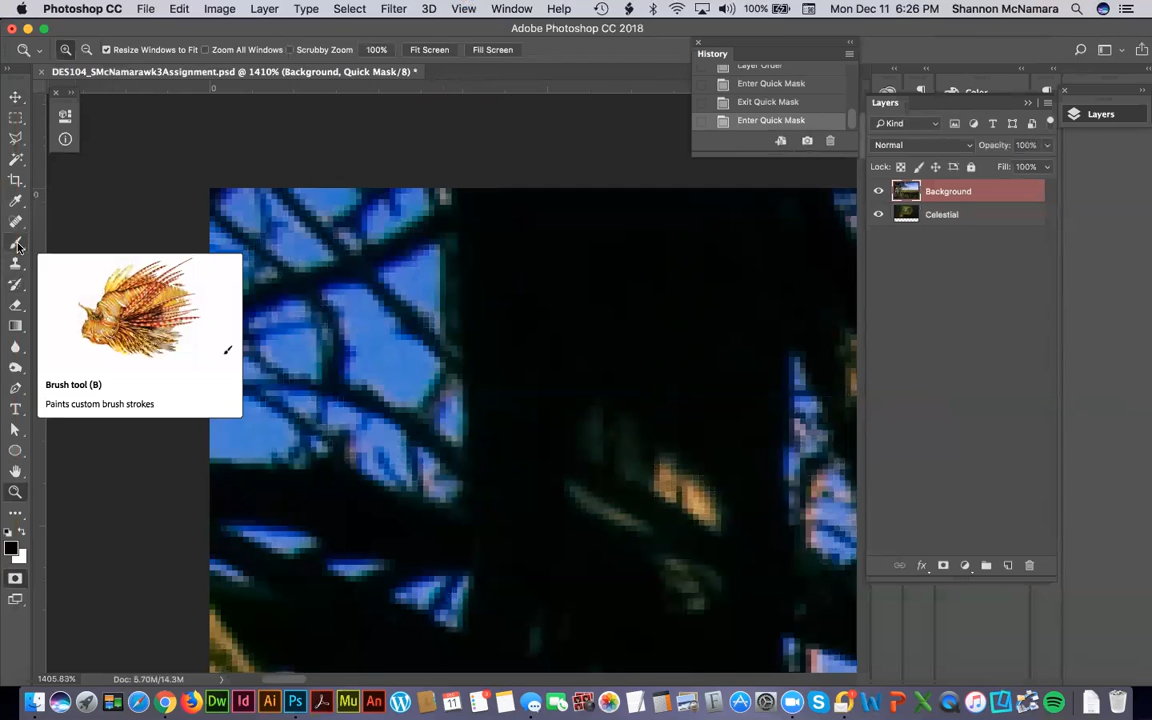 Photoshop CC File Edit Image Layer Type Select Filter 3D View Window Help 100% Mon Dec 11 6:26 PM Shannon McNamara
Adobe Photoshop CC 2018
Resize Windows to Fit Zoom All Windows Scrubby Zoom 100% Fit Screen Fill Screen
DES104_SMcNamarawk3Assignment.psd @ 1410% (Background, Quick Mask/8) *
History
Layer Order
Enter Quick Mask
Exit Quick Mask
Enter Quick Mask
Color
Layers
Layers
Kind
Normal Opacity: 100%
Lock: Fill: 100%
Background
Celestial
Brush tool (B)
Paints custom brush strokes
1405.83% Doc: 5.70M/14.3M